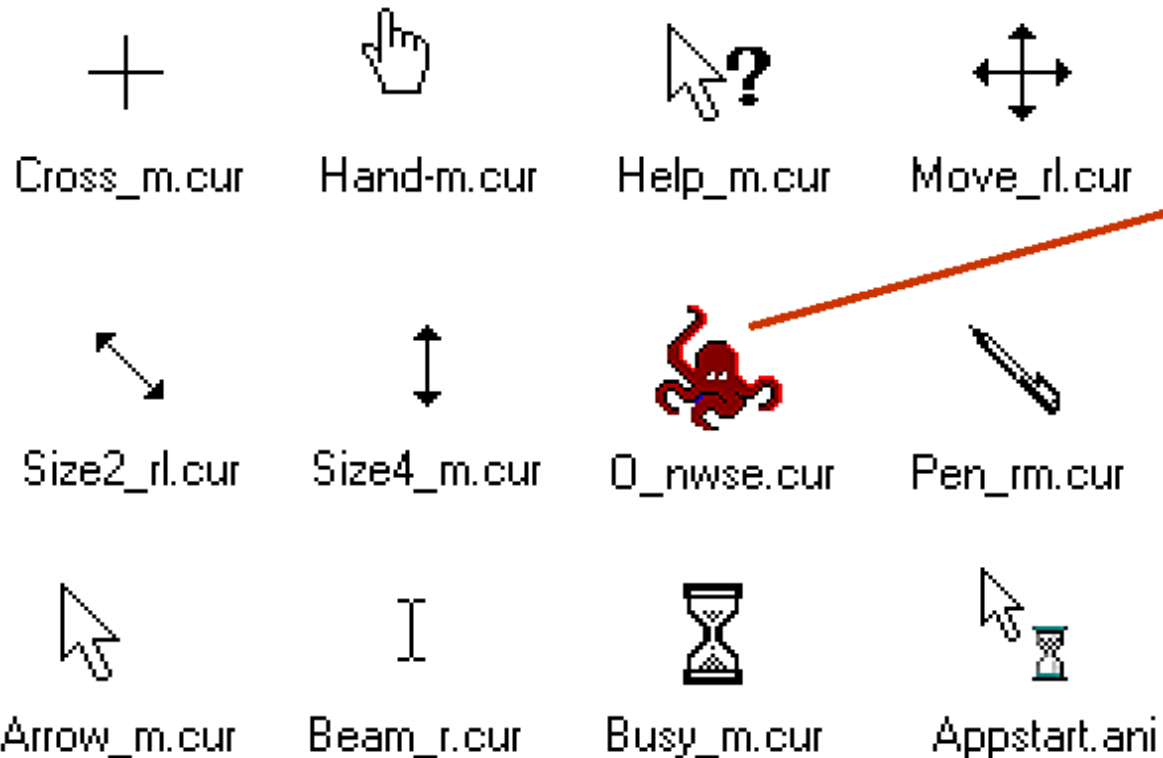 Cross_m.cur Hand-m.cur Help_m.cur Move_rl.cur
Size2_rl.cur Size4_m.cur O_nwse.cur Pen_rm.cur
Arrow_m.cur Beam_r.cur Busy_m.cur Appstart.ani